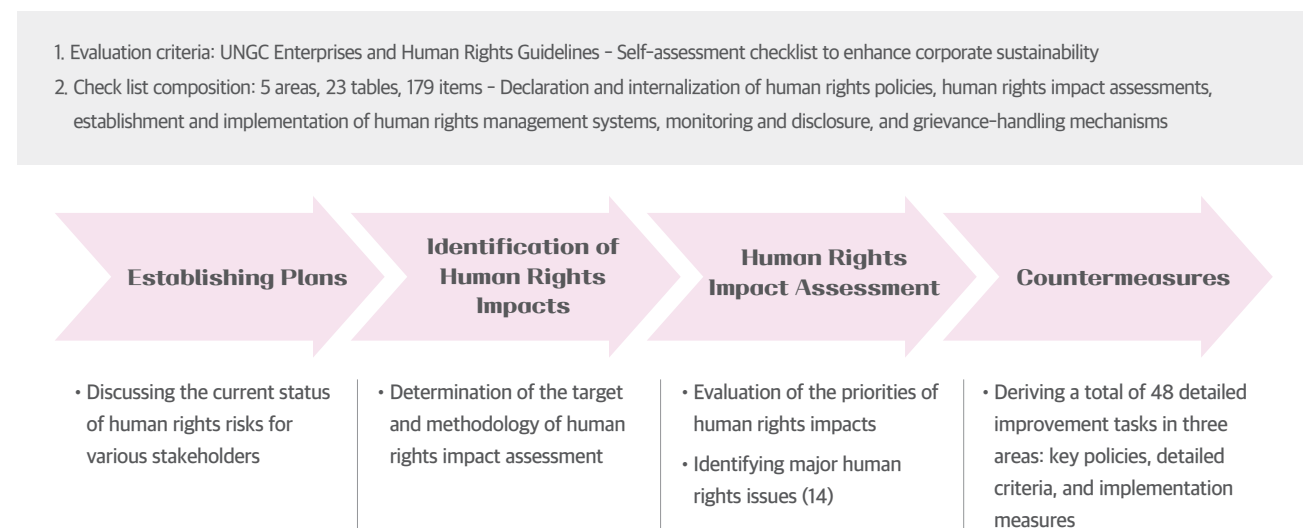 1. Evaluation criteria: UNGC Enterprises and Human Rights Guidelines - Self-assessment checklist to enhance corporate sustainability
2. Check list composition: 5 areas, 23 tables, 179 items - Declaration and internalization of human rights policies, human rights impact assessments,
establishment and implementation of human rights management systems, monitoring and disclosure, and grievance-handling mechanisms
Establishing Plans
Identification of
Human Rights
Impacts
Human Rights
Impact Assessment
Countermeasures
• Discussing the current status
of human rights risks for
various stakeholders
• Determination of the target
and methodology of human
rights impact assessment
• Evaluation of the priorities of
human rights impacts
• Identifying major human
rights issues (14)
• Deriving a total of 48 detailed
improvement tasks in three
areas: key policies, detailed
criteria, and implementation
measures